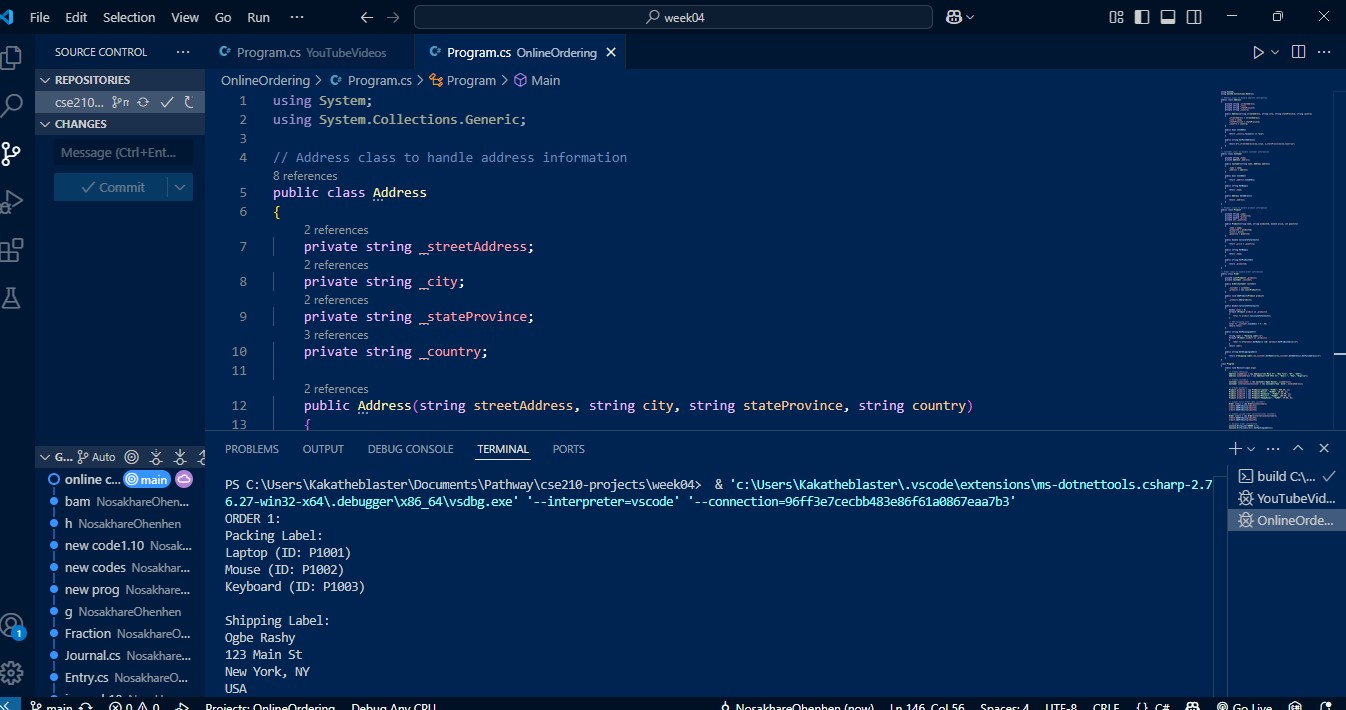 File Edit Selection View Go Run ··· week04
SOURCE CONTROL ···
Program.cs YouTubeVideos
Program.cs OnlineOrdering
REPOSITORIES
cse210...
CHANGES
Message (Ctrl+Ent...
Commit
OnlineOrdering > Program.cs > Program > Main
1 using System;
2 using System.Collections.Generic;
3
4 // Address class to handle address information
8 references
5 public class Address
6 {
2 references
7 private string _streetAddress;
2 references
8 private string _city;
2 references
9 private string _stateProvince;
3 references
10 private string _country;
11
2 references
12 public Address(string streetAddress, string city, string stateProvince, string country)
13 {
G... Auto
online c... main
bam NosakhareOhen...
h NosakhareOhenhen
new code1.10 Nosak...
new codes Nosakhar...
new prog Nosakhare...
g NosakhareOhenhen
Fraction NosakhareO...
Journal.cs Nosakhare...
Entry.cs NosakhareO...
PROBLEMS OUTPUT DEBUG CONSOLE TERMINAL PORTS
PS C:\Users\Kakatheblaster\Documents\Pathway\cse210-projects\week04> & 'c:\Users\Kakatheblaster\.vscode\extensions\ms-dotnettools.csharp-2.7
6.27-win32-x64\.debugger\x86_64\vsdbg.exe' '--interpreter=vscode' '--connection=96ff3e7cecbb483e86f61a0867eaa7b3'
ORDER 1:
Packing Label:
Laptop (ID: P1001)
Mouse (ID: P1002)
Keyboard (ID: P1003)
Shipping Label:
Ogbe Rashy
123 Main St
New York, NY
USA
build C:\...
YouTubeVid...
OnlineOrde...
1
main 0 0 Projects: OnlineOrdering Debug Any CPU NosakhareOhenhen (now) Ln 146, Col 56 Spaces: 4 UTF-8 CRLF {} C# Go Live